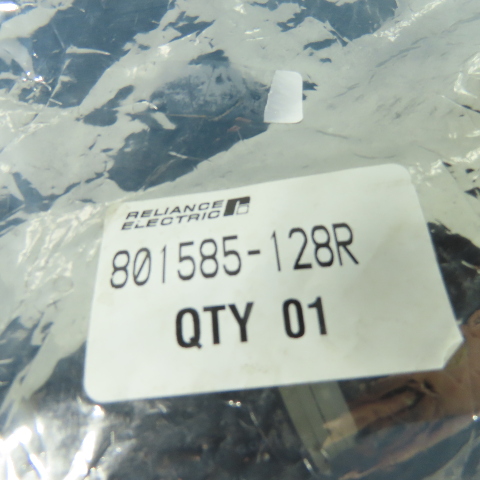 RELIANCE
ELECTRIC
801585-128R
QTY 01